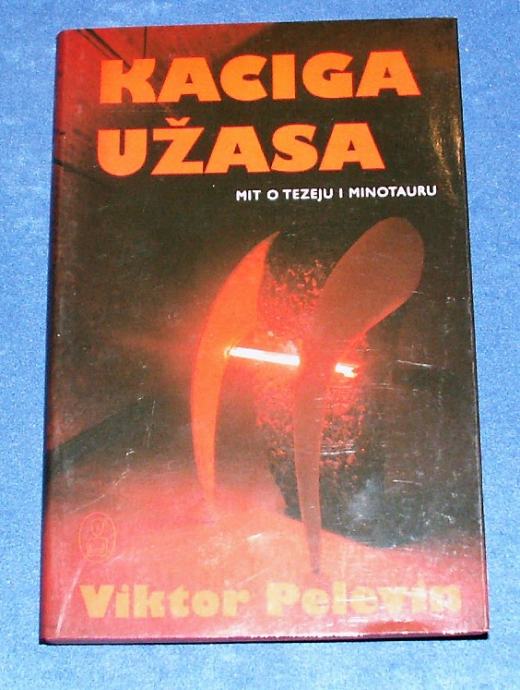 KACIGA
UŽASA
MIT O TEZEJU I MINOTAURU
Viktor Pelevin